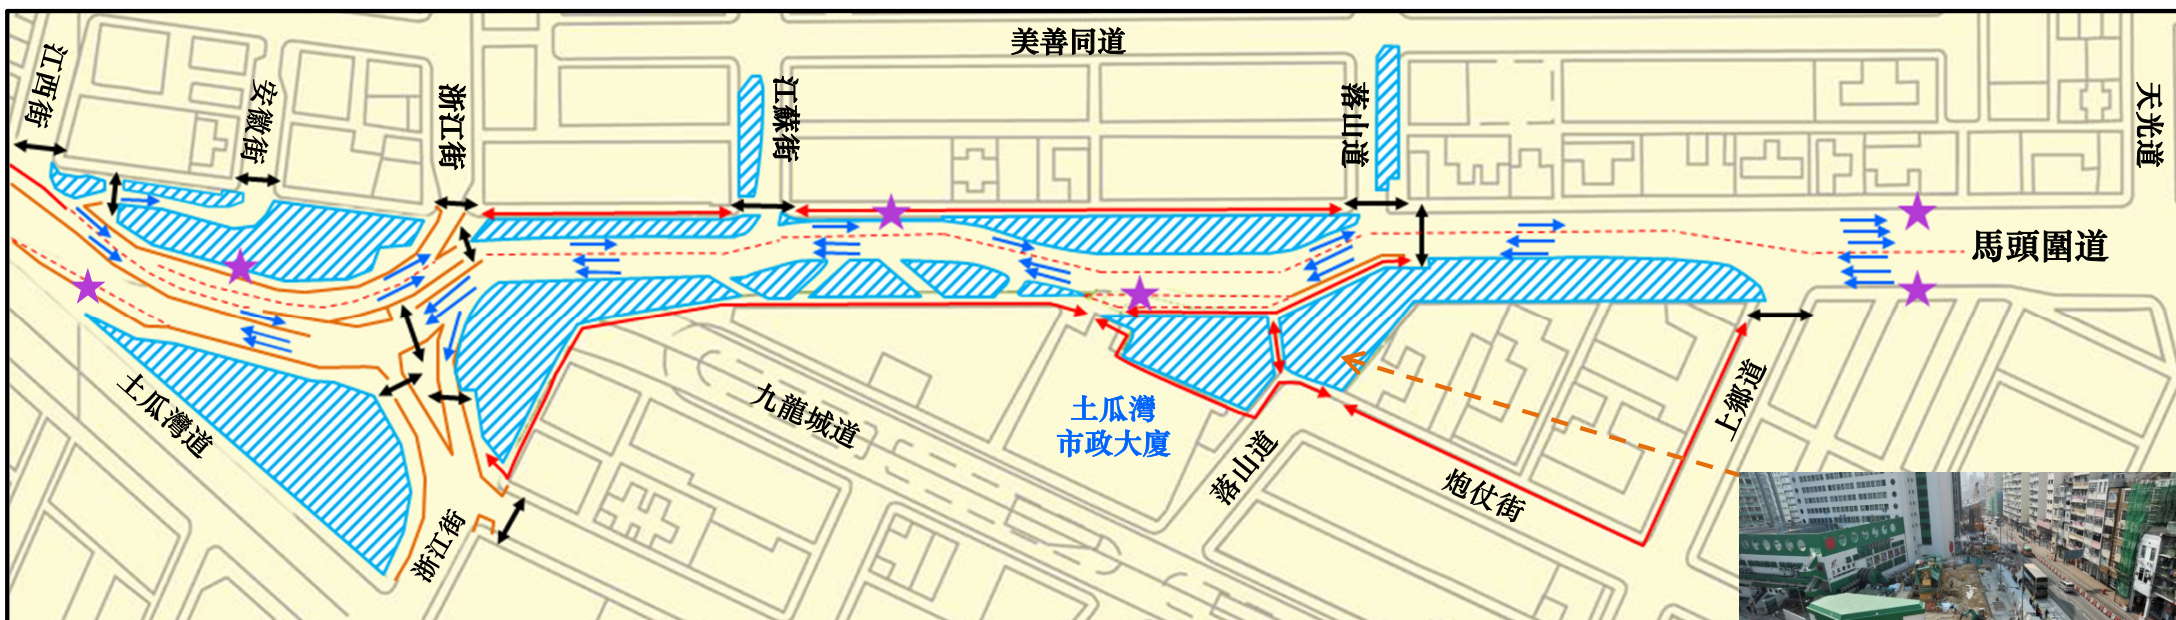 美善同道
江西街
安徽街
浙江街
江蘇街
落山道
天光道
馬頭圍道
土瓜灣道
九龍城道
土瓜灣
市政大廈
落山道
炮仗街
上鄉道
浙江街